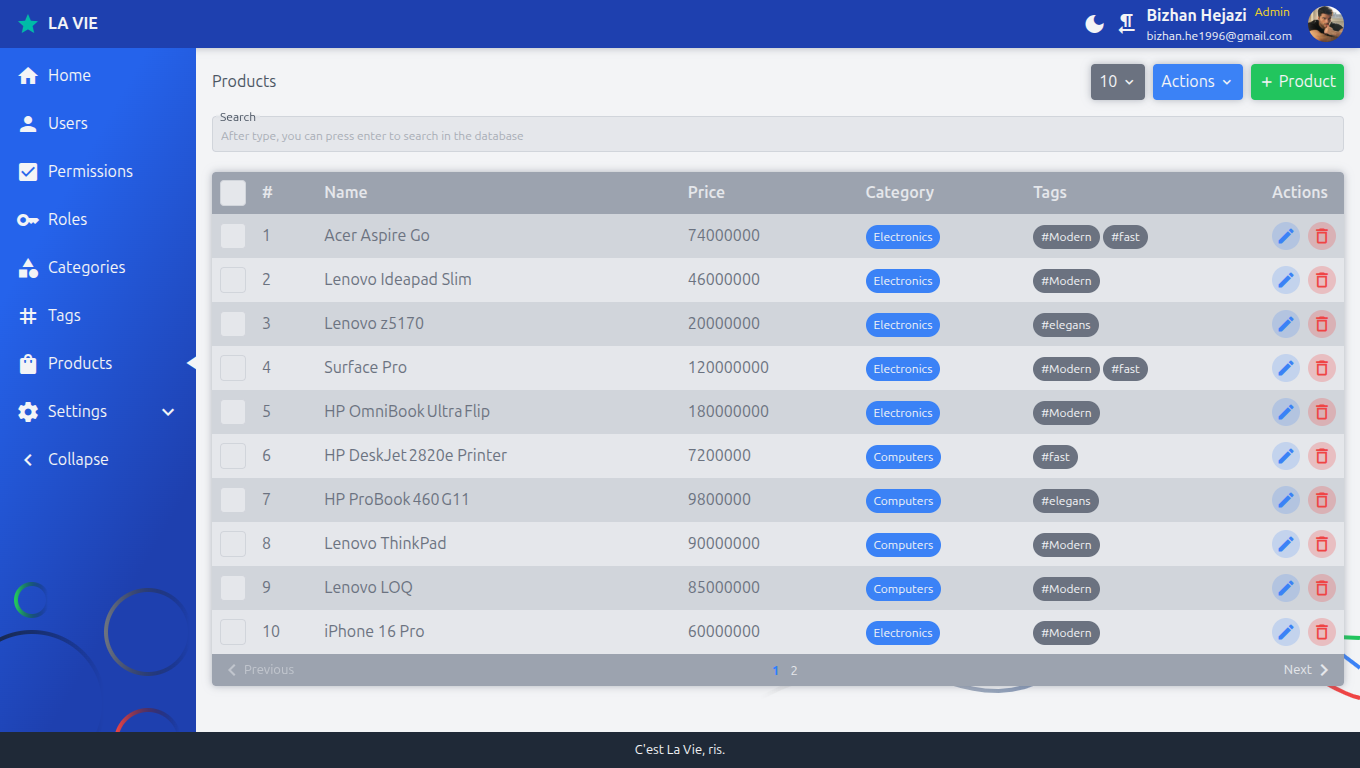 LA VIE
Bizhan Hejazi Admin
bizhan.he1996@gmail.com
Home
Users
Permissions
Roles
Categories
Tags
Products
Settings
Collapse
Products
10
Actions
+ Product
Search
After type, you can press enter to search in the database
# Name Price Category Tags Actions
1 Acer Aspire Go 74000000 Electronics #Modern #fast
2 Lenovo Ideapad Slim 46000000 Electronics #Modern
3 Lenovo z5170 20000000 Electronics #elegans
4 Surface Pro 120000000 Electronics #Modern #fast
5 HP OmniBook Ultra Flip 180000000 Electronics #Modern
6 HP DeskJet 2820e Printer 7200000 Computers #fast
7 HP ProBook 460 G11 9800000 Computers #elegans
8 Lenovo ThinkPad 90000000 Computers #Modern
9 Lenovo LOQ 85000000 Computers #Modern
10 iPhone 16 Pro 60000000 Electronics #Modern
Previous 1 2 Next
C'est La Vie, ris.